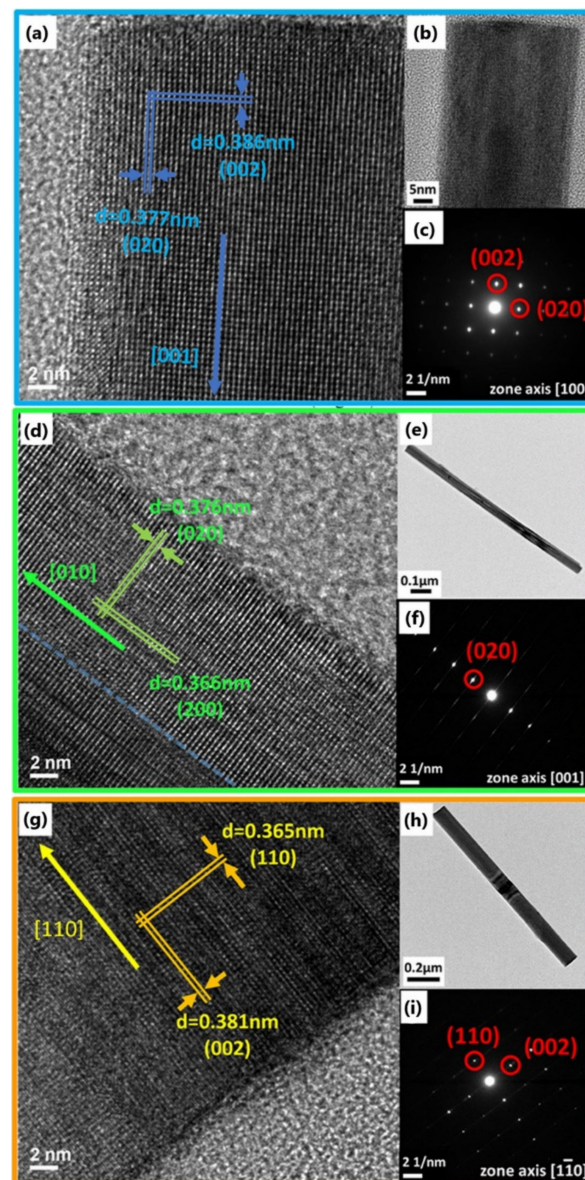 (a)
d=0.386nm
(002)
d=0.377nm
(020)
[001]
2 nm
(b)
5nm
(c)
(002)
(020)
2 1/nm
zone axis [100]
(d)
d=0.376nm
(020)
[010]
d=0.366nm
(200)
2 nm
(e)
0.1μm
(f)
(020)
2 1/nm
zone axis [001]
(g)
d=0.365nm
(110)
[110]
d=0.381nm
(002)
2 nm
(h)
0.2μm
(i)
(110)
(002)
2 1/nm
zone axis [11̅0]